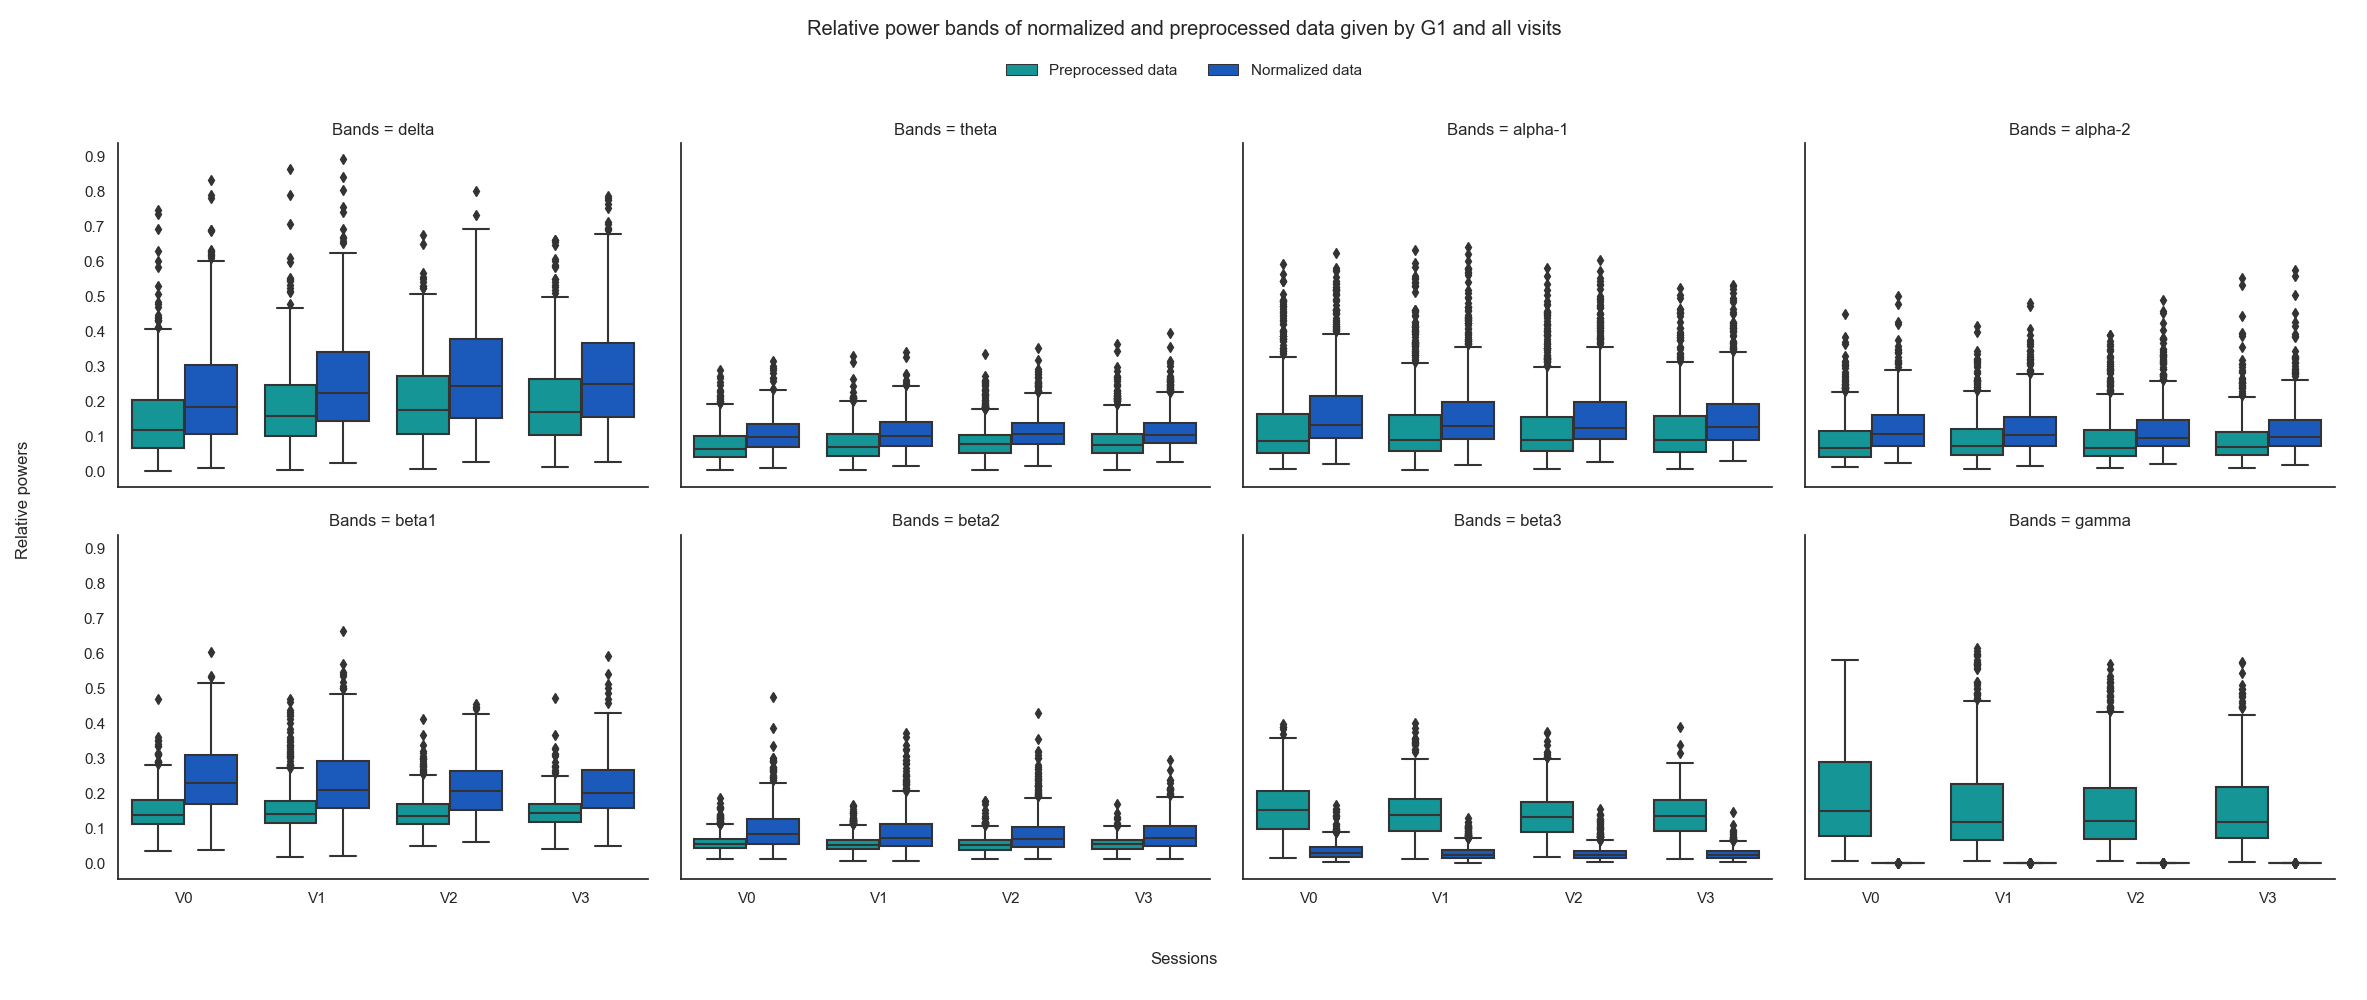 Relative power bands of normalized and preprocessed data given by G1 and all visits
Preprocessed data Normalized data
Bands = delta Bands = theta Bands = alpha-1 Bands = alpha-2
0.9
0.8
0.7
0.6
0.5
0.4
0.3
0.2
0.1
0.0
Relative powers
Bands = beta1 Bands = beta2 Bands = beta3 Bands = gamma
0.9
0.8
0.7
0.6
0.5
0.4
0.3
0.2
0.1
0.0
V0 V1 V2 V3 V0 V1 V2 V3 V0 V1 V2 V3 V0 V1 V2 V3
Sessions